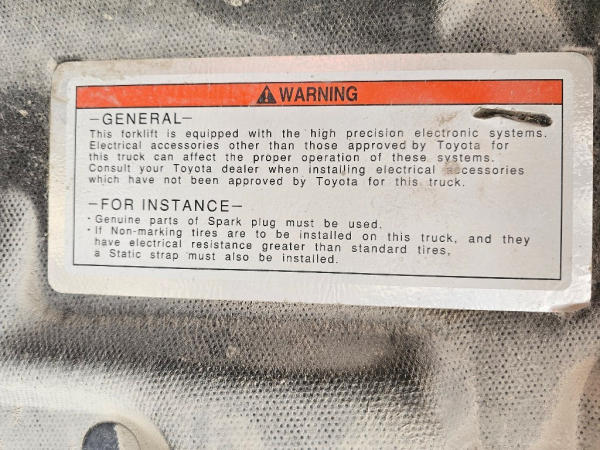 WARNING
—GENERAL—
This forklift is equipped with the high precision electronic systems.
Electrical accessories other than those approved by Toyota for
this truck can affect the proper operation of these systems.
Consult your Toyota dealer when installing electrical accessories
which have not been approved by Toyota for this truck.
—FOR INSTANCE—
・Genuine parts of Spark plug must be used.
・If Non-marking tires are to be installed on this truck, and they
have electrical resistance greater than standard tires,
a Static strap must also be installed.